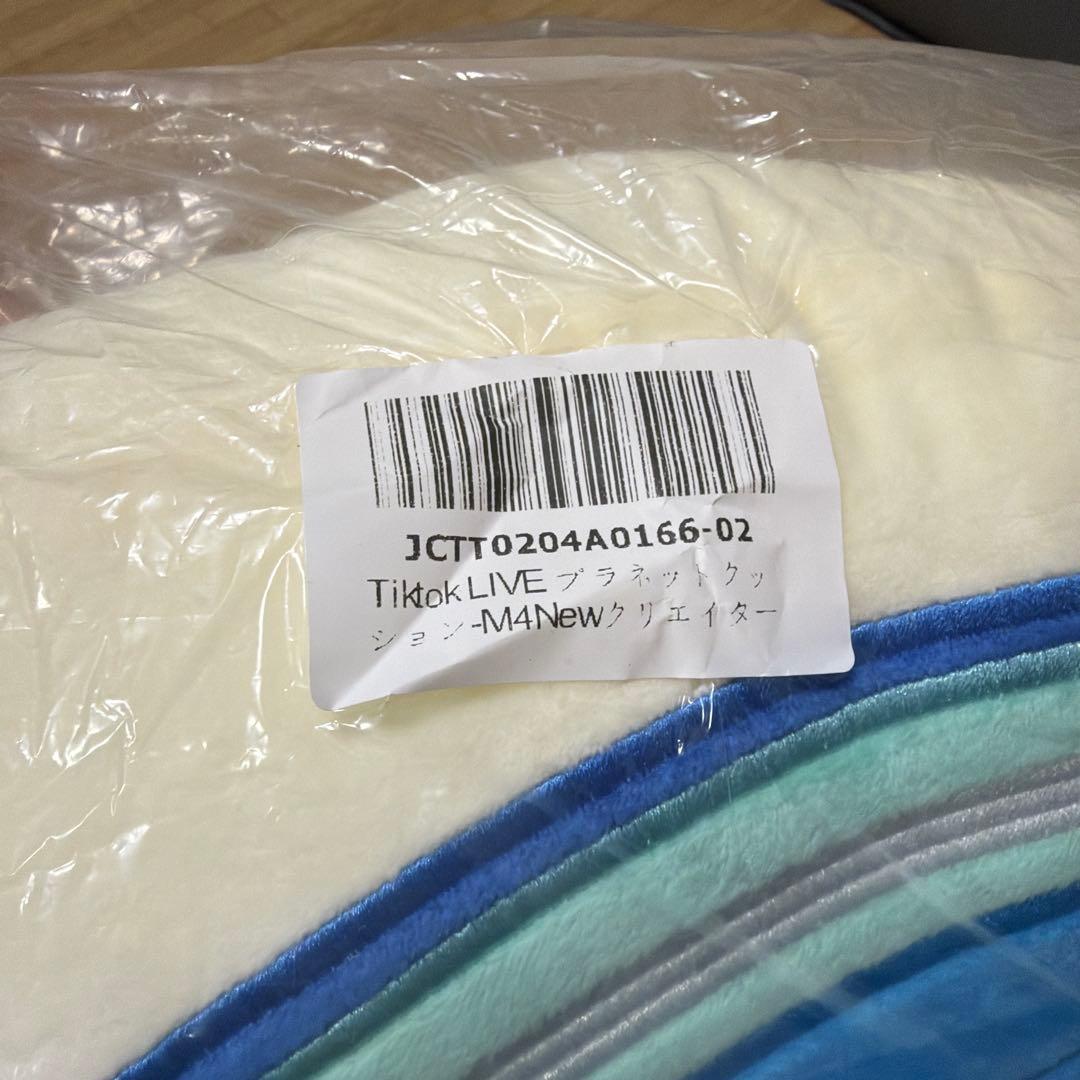 JCTT0204A0166-02
Tiktok LIVE プラネットクッ
ション-M4Newクリエイター